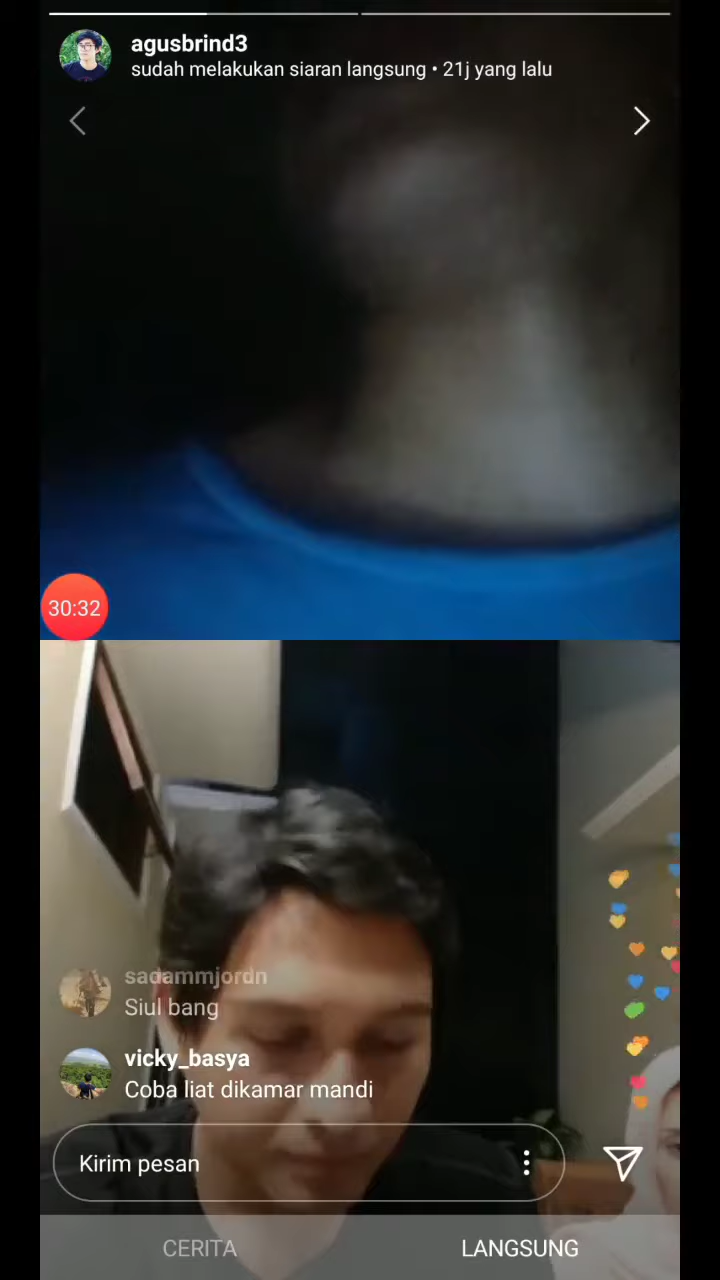 agusbrind3
sudah melakukan siaran langsung • 21j yang lalu
30:32
sadammjordn
Siul bang
vicky_basya
Coba liat dikamar mandi
Kirim pesan
CERITA
LANGSUNG